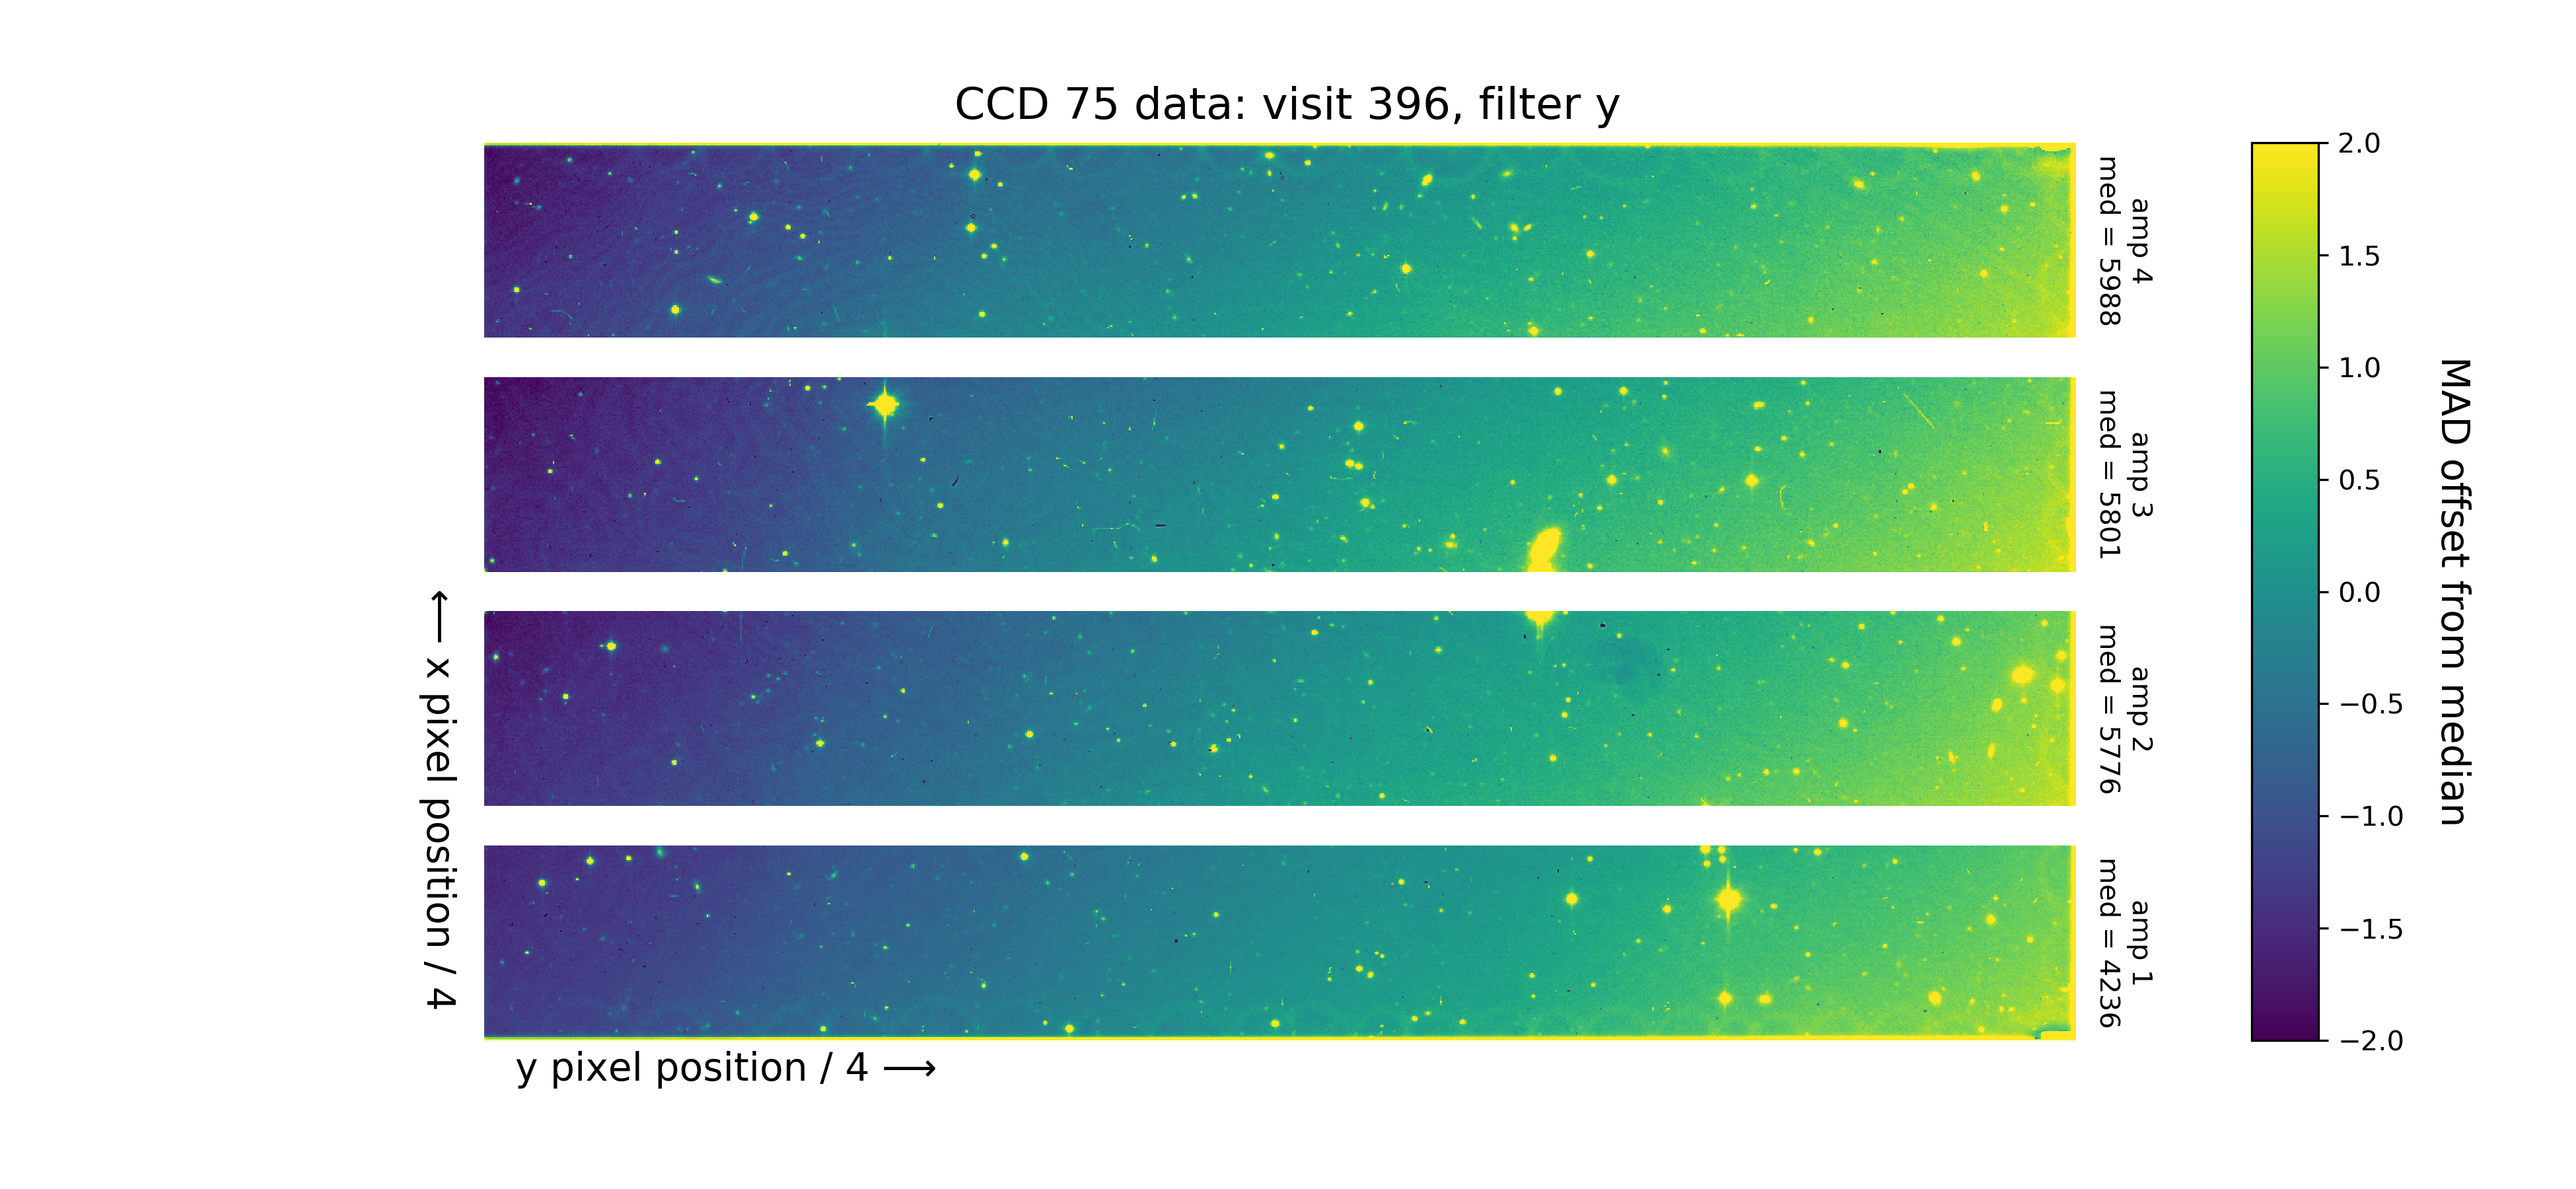 CCD 75 data: visit 396, filter y
amp 4
med = 5988
amp 3
med = 5801
amp 2
med = 5776
amp 1
med = 4236
⟵ x pixel position / 4
y pixel position / 4 ⟶
2.0
1.5
1.0
0.5
0.0
−0.5
−1.0
−1.5
−2.0
MAD offset from median